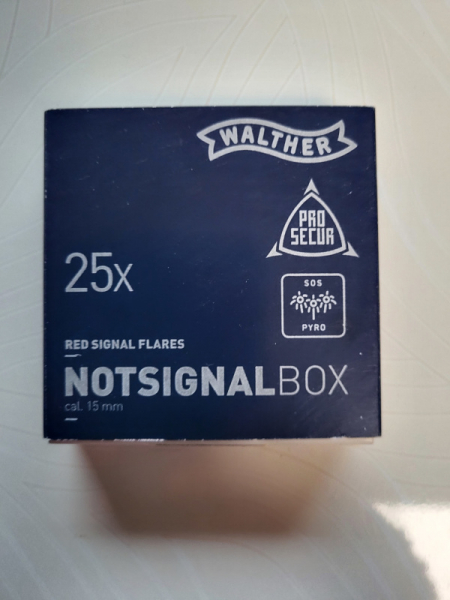 WALTHER
PRO
SECUR
25x
SOS
PYRO
RED SIGNAL FLARES
NOTSIGNALBOX
cal. 15 mm